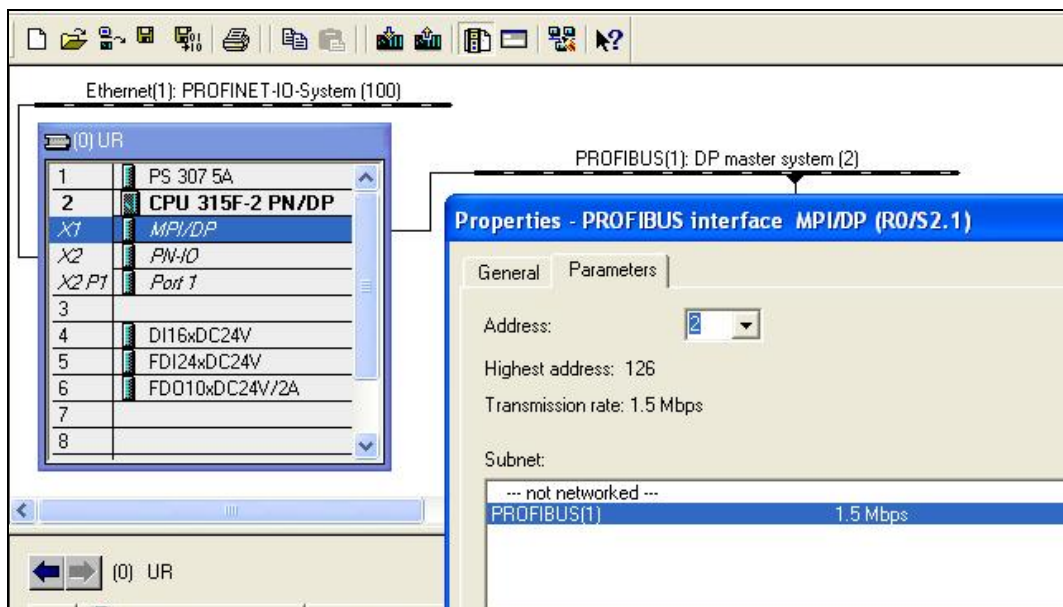 Ethernet(1): PROFINET-IO-System (100)
(0) UR
1 PS 307 5A
2 CPU 315F-2 PN/DP
X1 MPI/DP
X2 PN-IO
X2 P1 Port 1
3
4 DI16xDC24V
5 FDI24xDC24V
6 FDO10xDC24V/2A
7
8
PROFIBUS(1): DP master system (2)
Properties - PROFIBUS interface MPI/DP (R0/S2.1)
General Parameters
Address: 2
Highest address: 126
Transmission rate: 1.5 Mbps
Subnet:
--- not networked ---
PROFIBUS(1) 1.5 Mbps
(0) UR